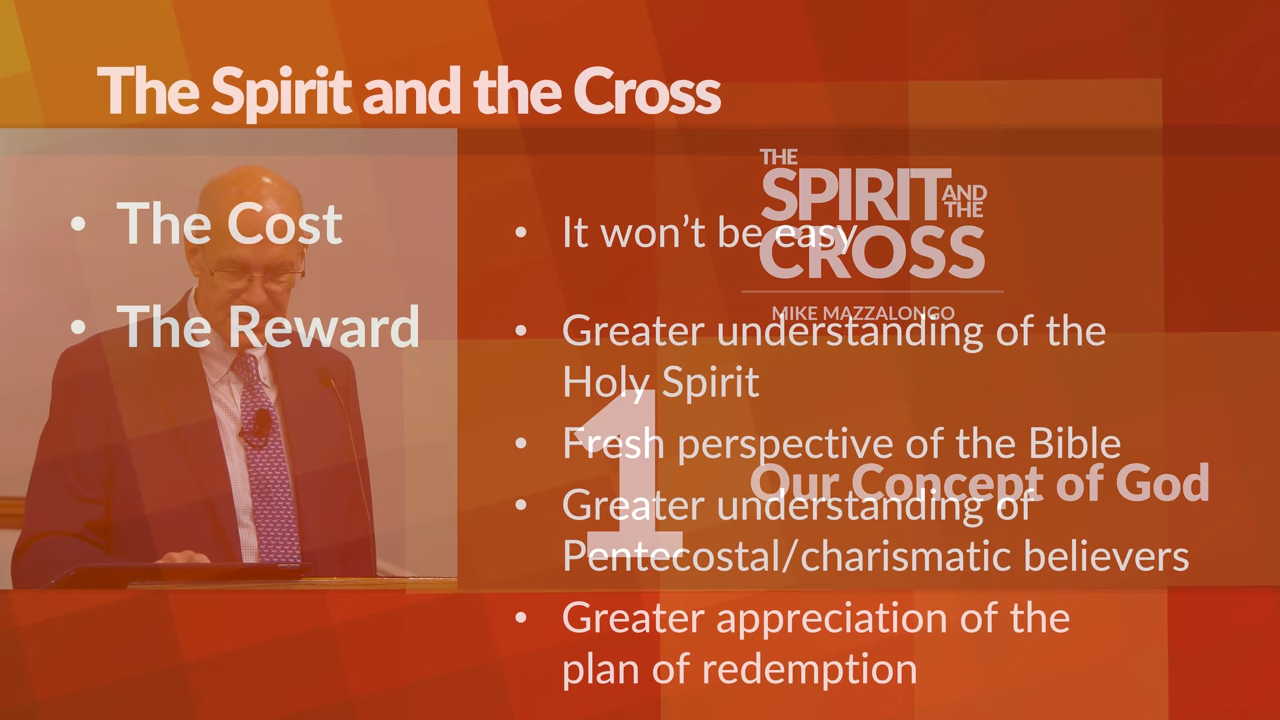 The Spirit and the Cross
• The Cost
• The Reward
• It won’t be easy
• Greater understanding of the
Holy Spirit
• Fresh perspective of the Bible
• Greater understanding of
Pentecostal/charismatic believers
• Greater appreciation of the
plan of redemption
THE
SPIRIT AND THE
CROSS
MIKE MAZZALONGO
1
Our Concept of God